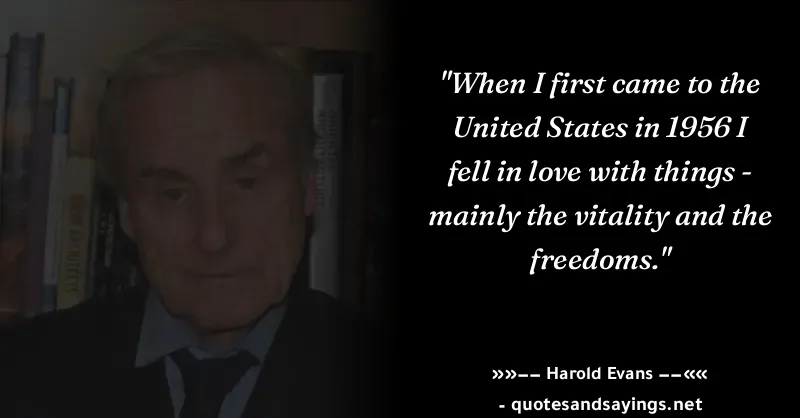 "When I first came to the
United States in 1956 I
fell in love with things -
mainly the vitality and the
freedoms."
»»–– Harold Evans ––««
- quotesandsayings.net